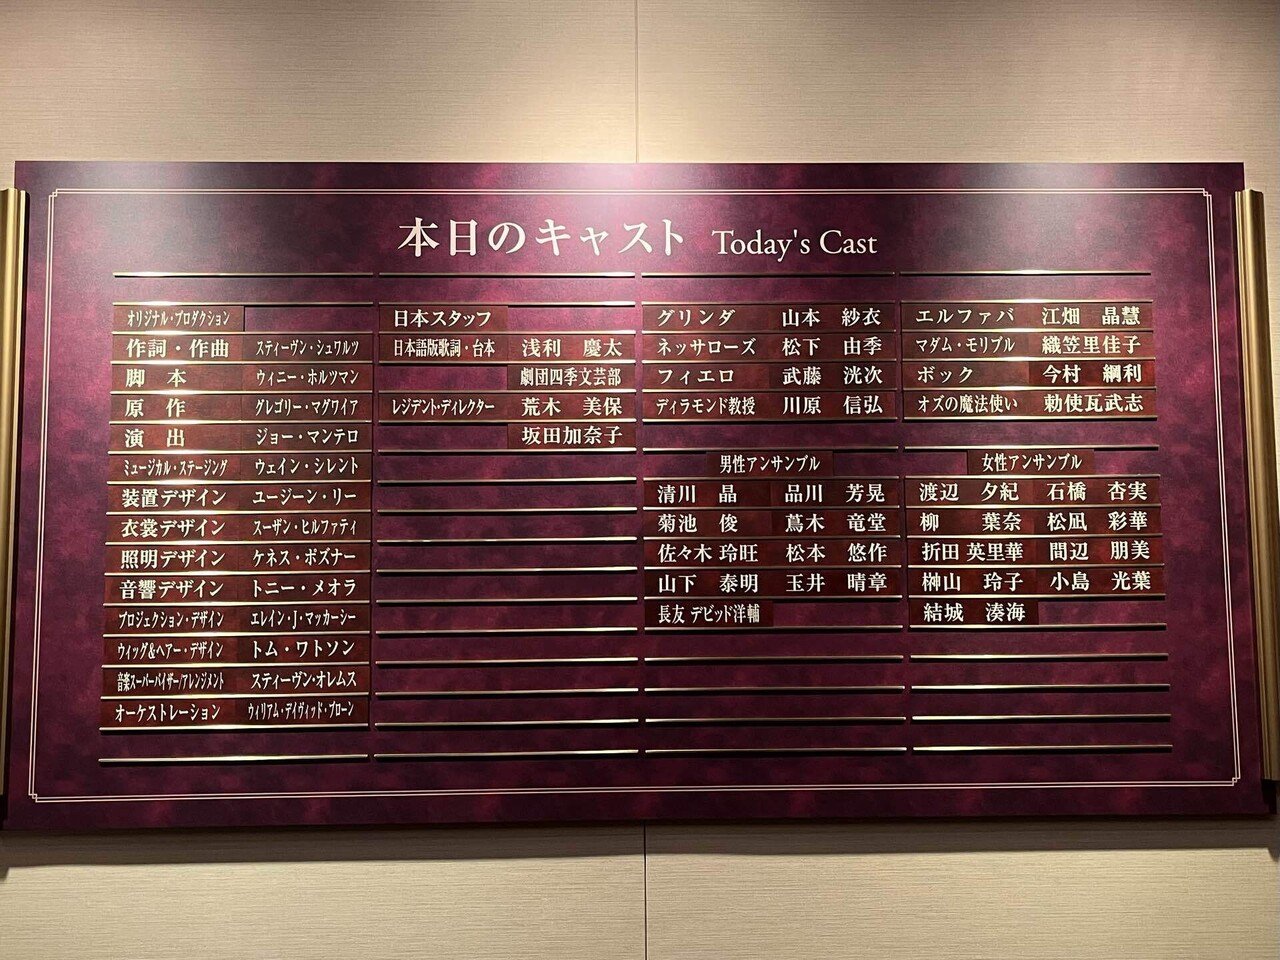 本日のキャスト Today's Cast
オリジナル・プロダクション
作詞・作曲 スティーヴン・シュワルツ
脚 本 ウィニー・ホルツマン
原 作 グレゴリー・マグワイア
演 出 ジョー・マンテロ
ミュージカル・ステージング ウェイン・シレント
装置デザイン ユージーン・リー
衣裳デザイン スーザン・ヒルファティ
照明デザイン ケネス・ポズナー
音響デザイン トニー・メオラ
プロジェクション・デザイン エレイン・J・マッカーシー
ウィッグ&ヘアー・デザイン トム・ワトソン
音楽スーパーバイザー/アレンジメント スティーヴン・オレムス
オーケストレーション ウィリアム・デイヴィッド・ブローン
日本スタッフ
日本語版歌詞・台本 浅利 慶太
劇団四季文芸部
レジデント・ディレクター 荒木 美保
坂田加奈子
グリンダ 山本 紗衣
ネッサローズ 松下 由季
フィエロ 武藤 洸次
ディラモンド教授 川原 信弘
エルファバ 江畑 晶慧
マダム・モリブル 織笠里佳子
ボック 今村 綱利
オズの魔法使い 勅使瓦武志
男性アンサンブル
清川 晶 品川 芳晃
菊池 俊 蔦木 竜堂
佐々木 玲旺 松本 悠作
山下 泰明 玉井 晴章
長友 デビッド洋輔
女性アンサンブル
渡辺 夕紀 石橋 杏実
柳 葉奈 松凪 彩華
折田 英里華 間辺 朋美
榊山 玲子 小島 光葉
結城 湊海